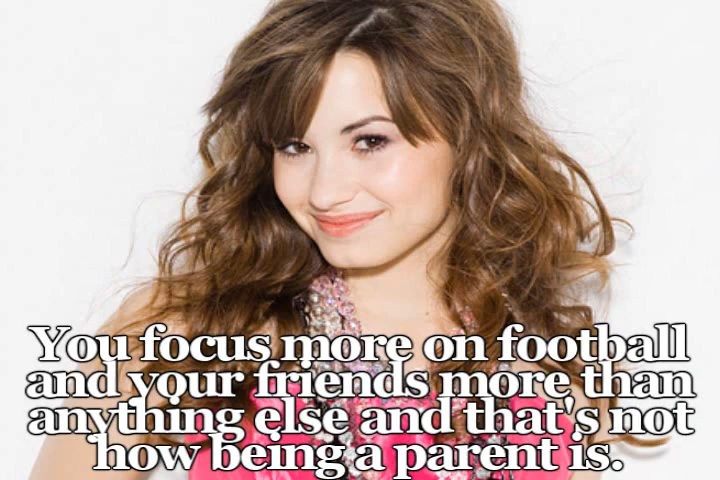 You focus more on football
and your friends more than
anything else and that's not
how being a parent is.